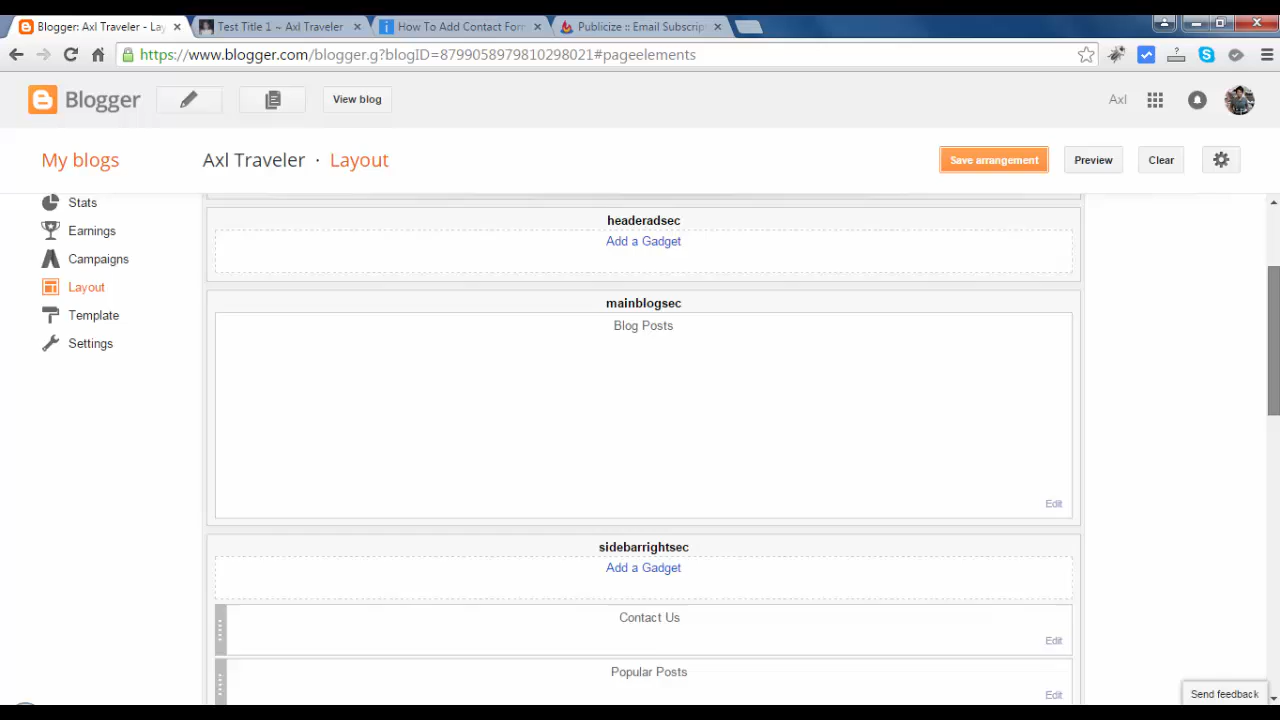 Blogger: Axl Traveler - Lay
Test Title 1 ~ Axl Traveler
How To Add Contact For
Publicize :: Email Subscrip
https://www.blogger.com/blogger.g?blogID=8799058979810298021#pageelements
Blogger
View blog
Axl
My blogs
Axl Traveler · Layout
Save arrangement
Preview
Clear
Stats
Earnings
Campaigns
Layout
Template
Settings
headeradsec
Add a Gadget
mainblogsec
Blog Posts
Edit
sidebarrightsec
Add a Gadget
Contact Us
Edit
Popular Posts
Edit
Send feedback